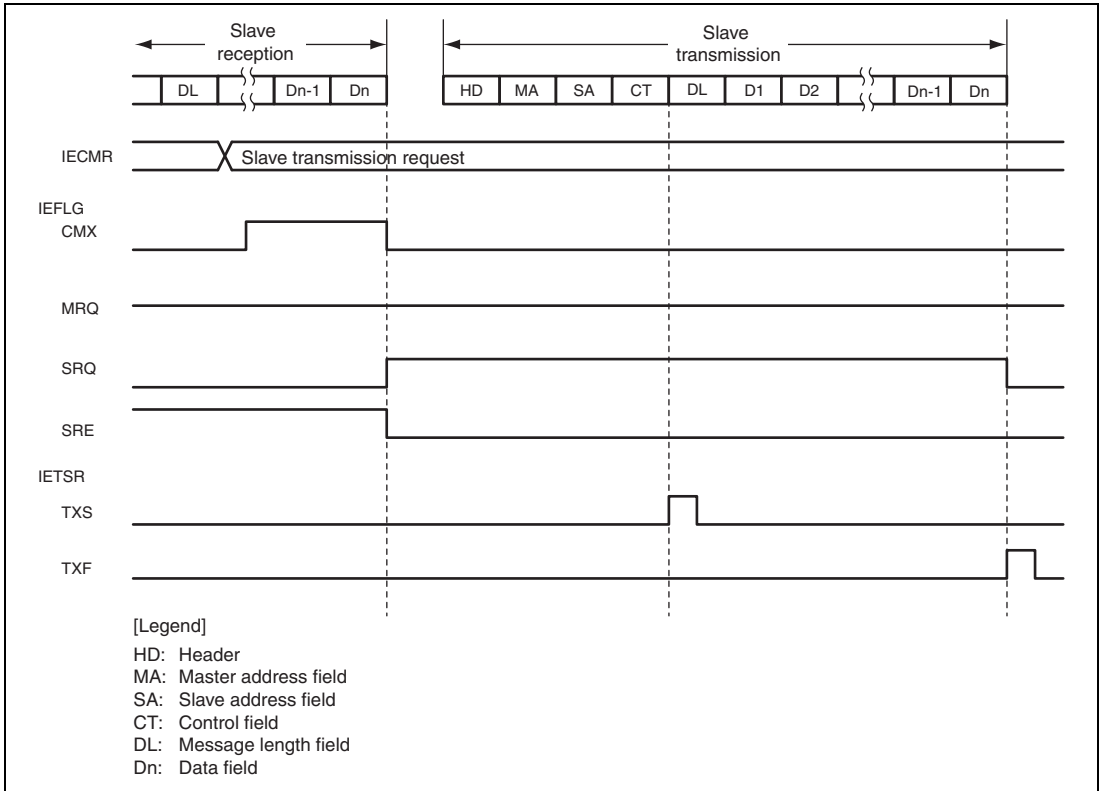 Slave
reception
Slave
transmission
DL Dn-1 Dn HD MA SA CT DL D1 D2 Dn-1 Dn
IECMR Slave transmission request
IEFLG
CMX
MRQ
SRQ
SRE
IETSR
TXS
TXF
[Legend]
HD: Header
MA: Master address field
SA: Slave address field
CT: Control field
DL: Message length field
Dn: Data field